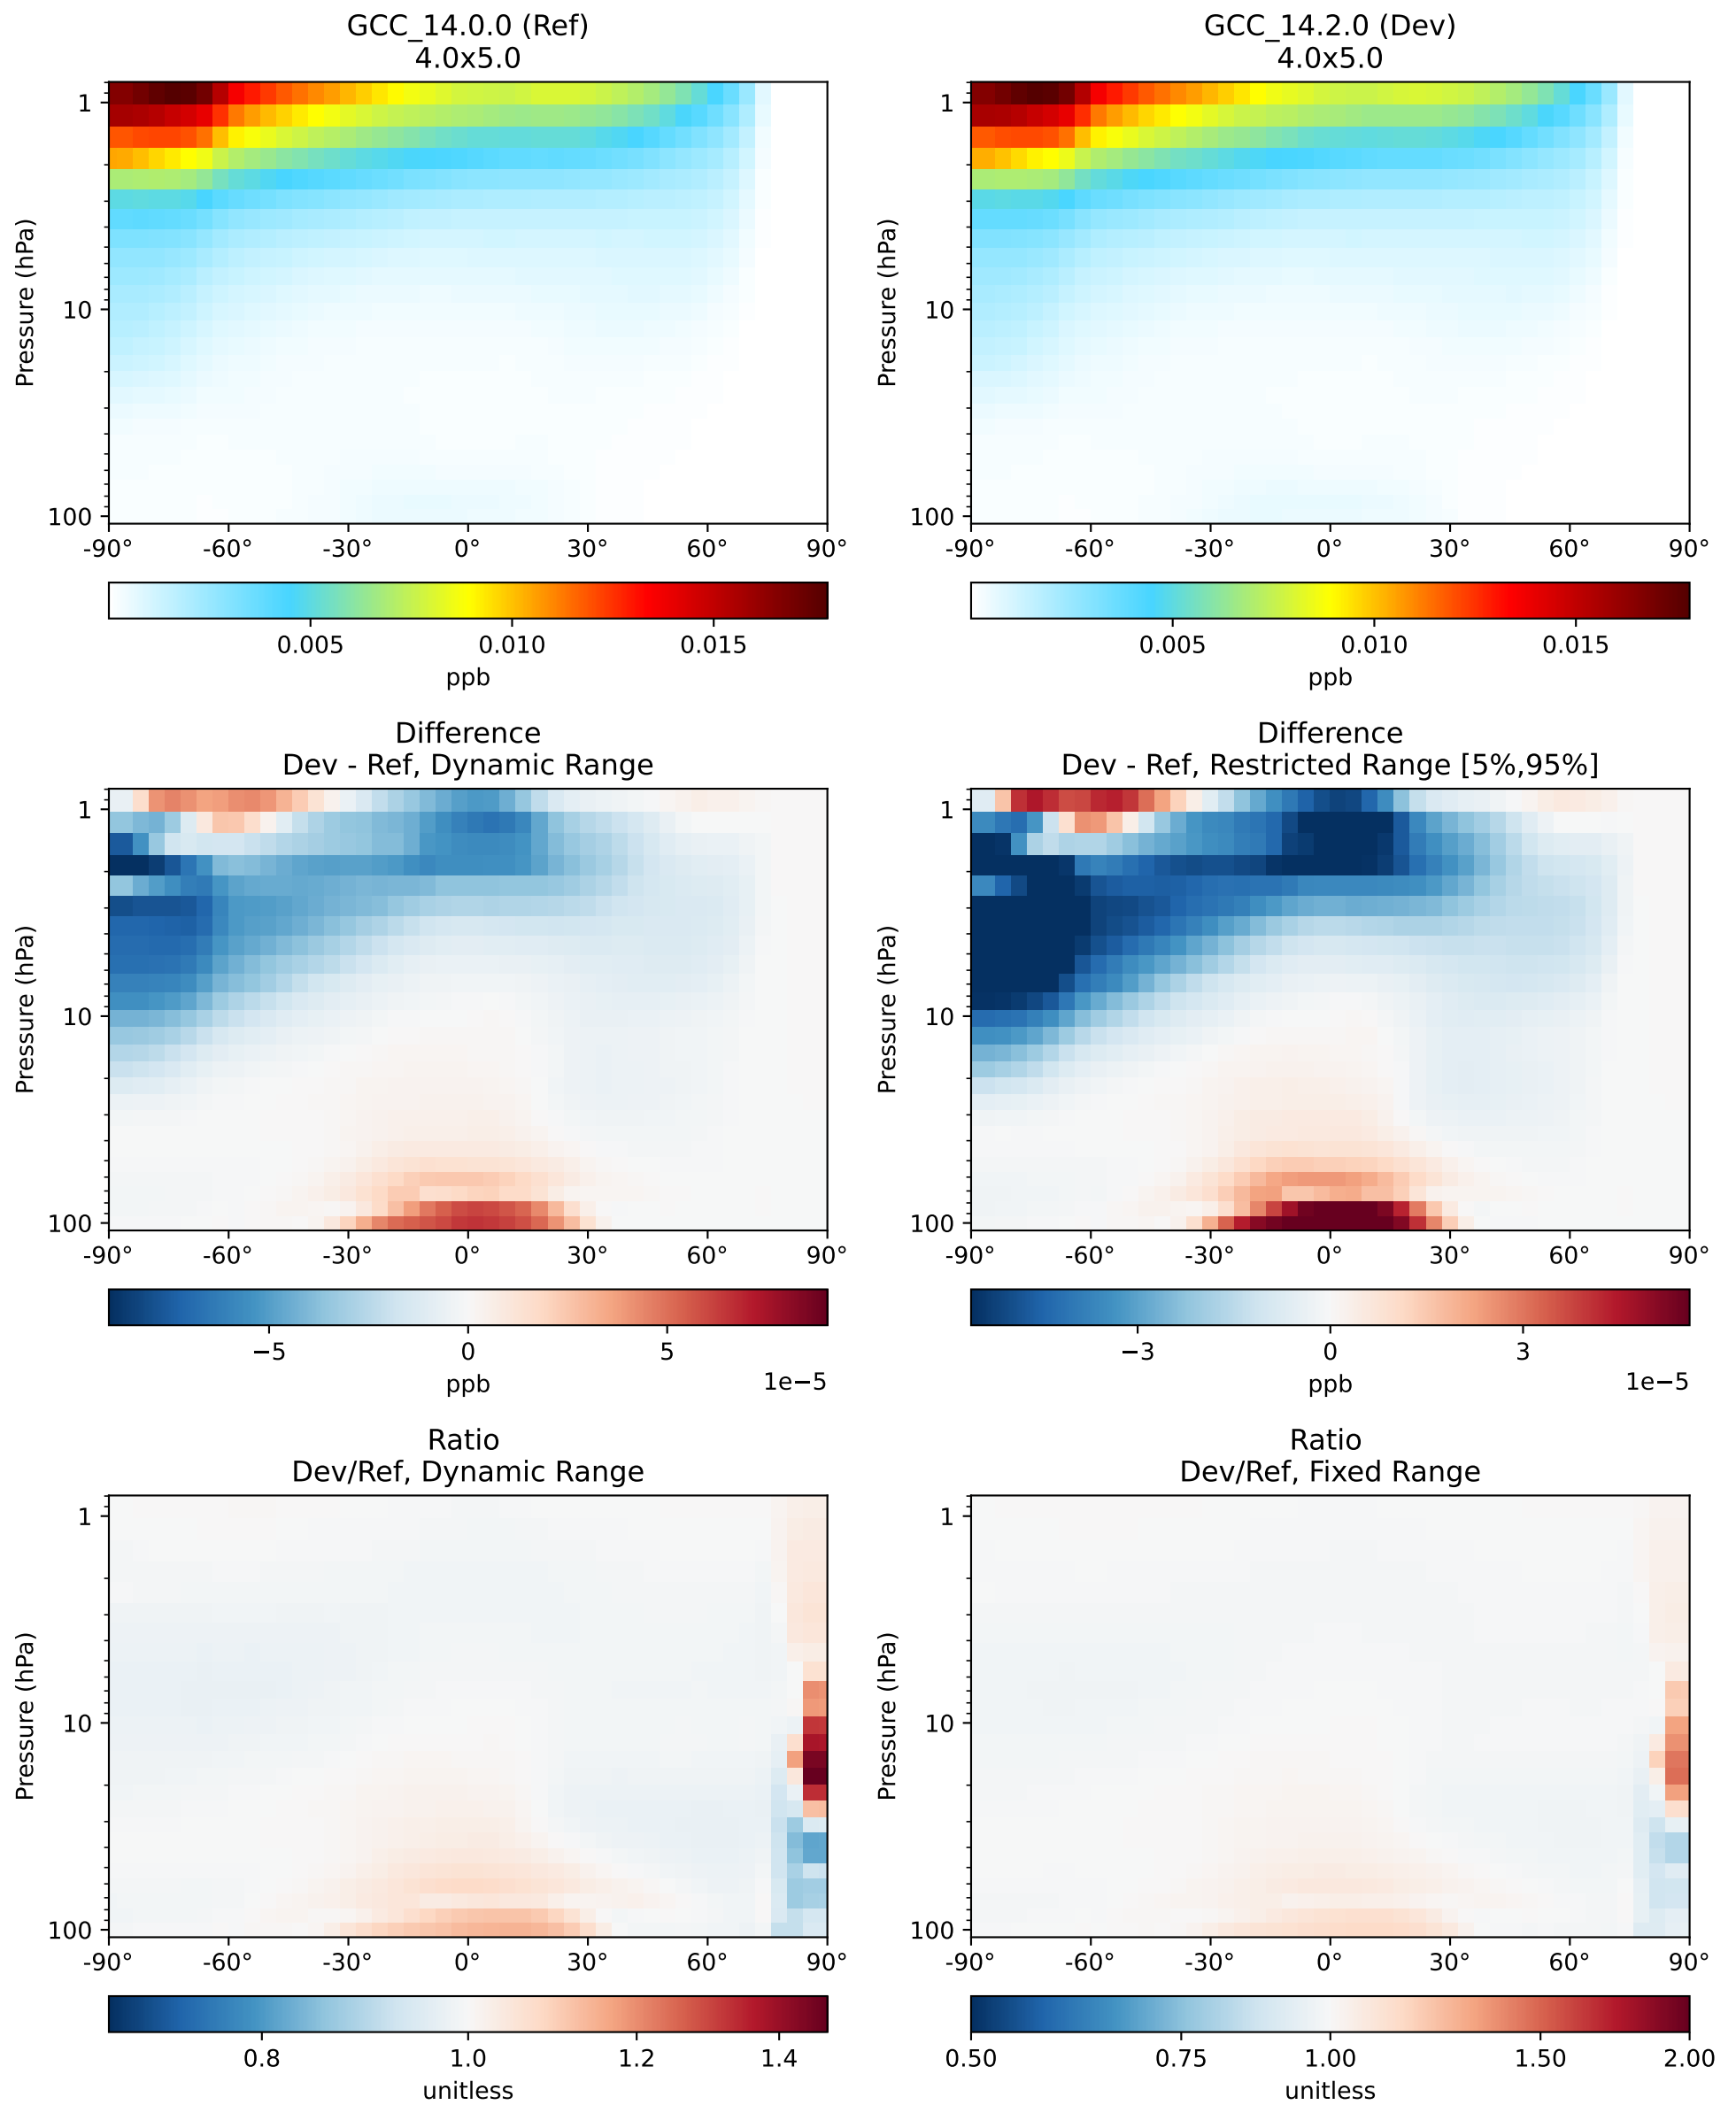 GCC_14.0.0 (Ref)
4.0x5.0
GCC_14.2.0 (Dev)
4.0x5.0
Pressure (hPa)
1
10
100
-90° -60° -30° 0° 30° 60° 90°
0.005 0.010 0.015
ppb
Pressure (hPa)
1
10
100
-90° -60° -30° 0° 30° 60° 90°
0.005 0.010 0.015
ppb
Difference
Dev - Ref, Dynamic Range
Pressure (hPa)
1
10
100
-90° -60° -30° 0° 30° 60° 90°
−5 0 5
ppb
1e−5
Difference
Dev - Ref, Restricted Range [5%,95%]
Pressure (hPa)
1
10
100
-90° -60° -30° 0° 30° 60° 90°
−3 0 3
ppb
1e−5
Ratio
Dev/Ref, Dynamic Range
Pressure (hPa)
1
10
100
-90° -60° -30° 0° 30° 60° 90°
0.8 1.0 1.2 1.4
unitless
Ratio
Dev/Ref, Fixed Range
Pressure (hPa)
1
10
100
-90° -60° -30° 0° 30° 60° 90°
0.50 0.75 1.00 1.50 2.00
unitless